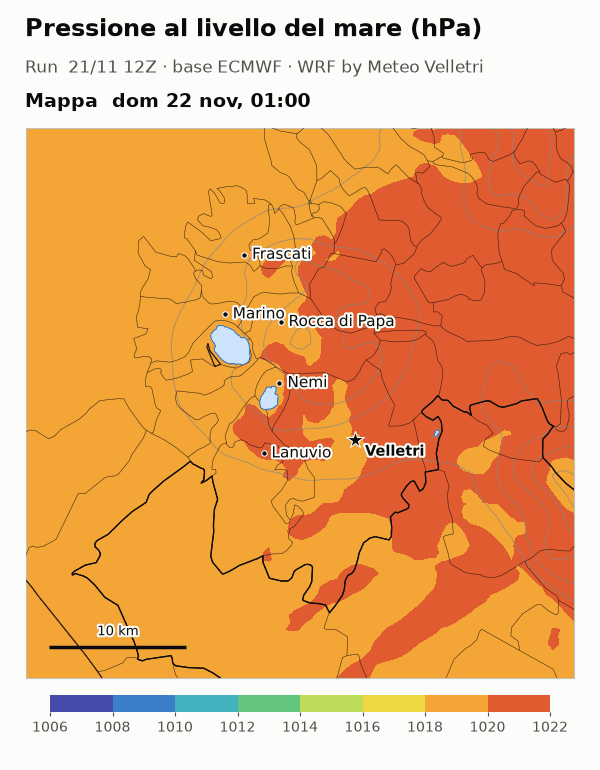 Pressione al livello del mare (hPa)
Run  21/11 12Z · base ECMWF · WRF by Meteo Velletri
Mappa  dom 22 nov, 01:00
Frascati
Marino
Rocca di Papa
Nemi
Velletri
Lanuvio
10 km
1006 1008 1010 1012 1014 1016 1018 1020 1022